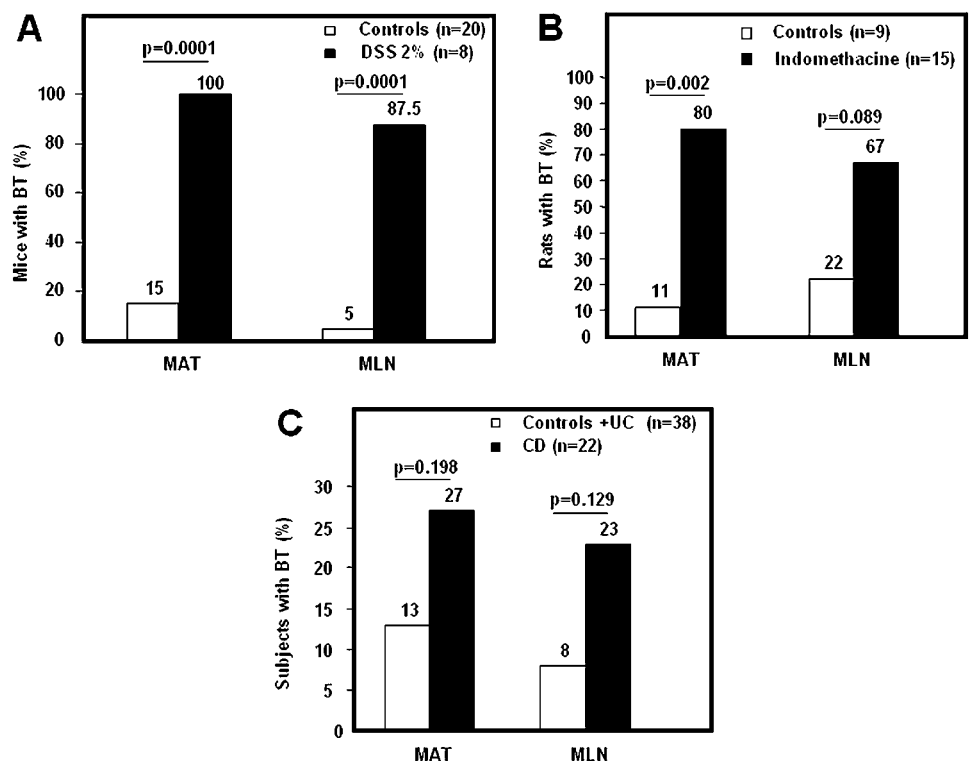 A
Controls (n=20)
DSS 2% (n=8)
p=0.0001
100
p=0.0001
87.5
15
5
100
80
60
40
20
0
Mice with BT (%)
MAT
MLN
B
Controls (n=9)
Indomethacine (n=15)
p=0.002
80
p=0.089
67
11
22
100
90
80
70
60
50
40
30
20
10
0
Rats with BT (%)
MAT
MLN
C
Controls +UC (n=38)
CD (n=22)
p=0.198
27
p=0.129
23
13
8
30
25
20
15
10
5
0
Subjects with BT (%)
MAT
MLN